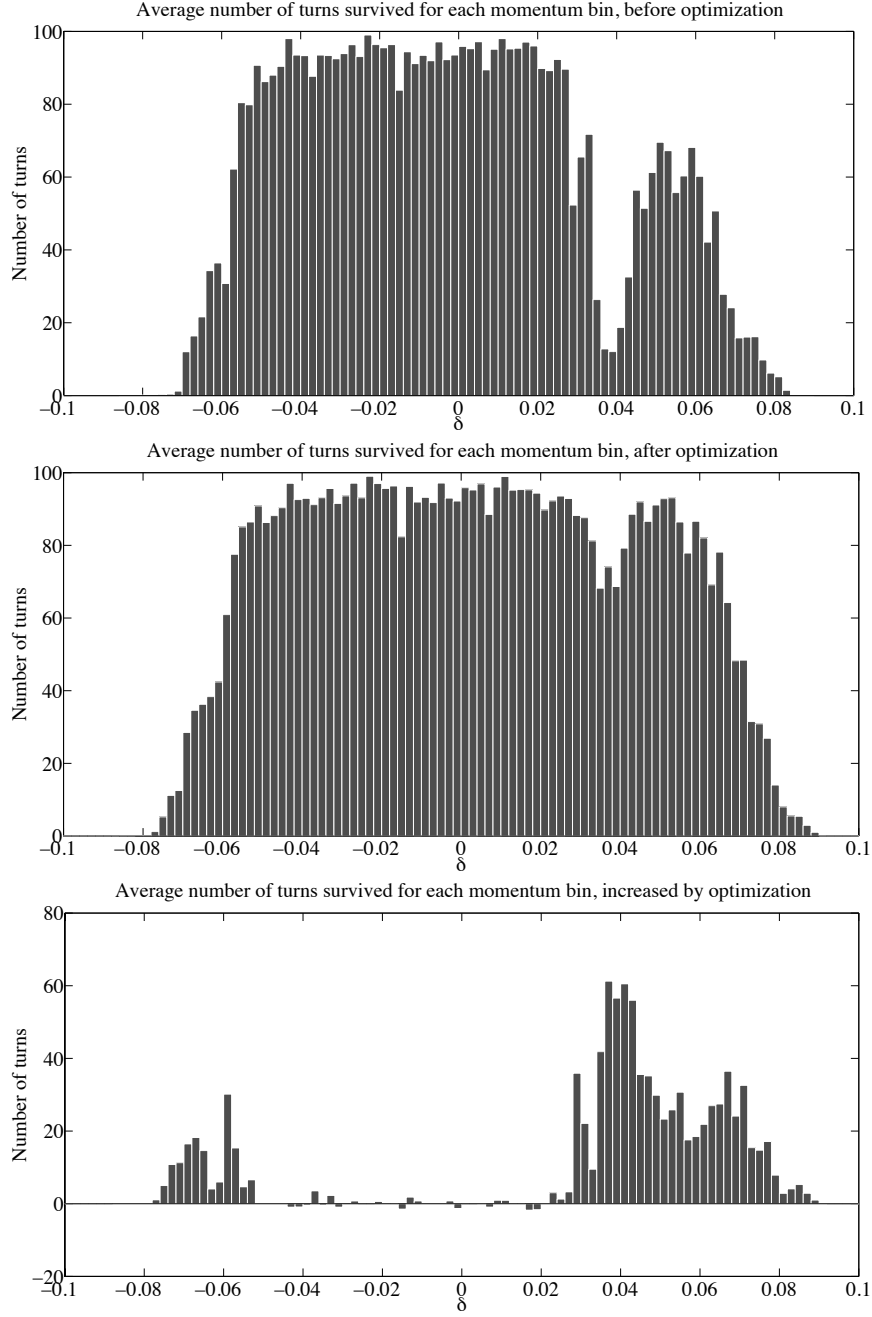 Average number of turns survived for each momentum bin, before optimization
100
80
60
40
20
0
Number of turns
−0.1 −0.08 −0.06 −0.04 −0.02 0 0.02 0.04 0.06 0.08 0.1
δ
Average number of turns survived for each momentum bin, after optimization
100
80
60
40
20
0
Number of turns
−0.1 −0.08 −0.06 −0.04 −0.02 0 0.02 0.04 0.06 0.08 0.1
δ
Average number of turns survived for each momentum bin, increased by optimization
80
60
40
20
0
−20
Number of turns
−0.1 −0.08 −0.06 −0.04 −0.02 0 0.02 0.04 0.06 0.08 0.1
δ